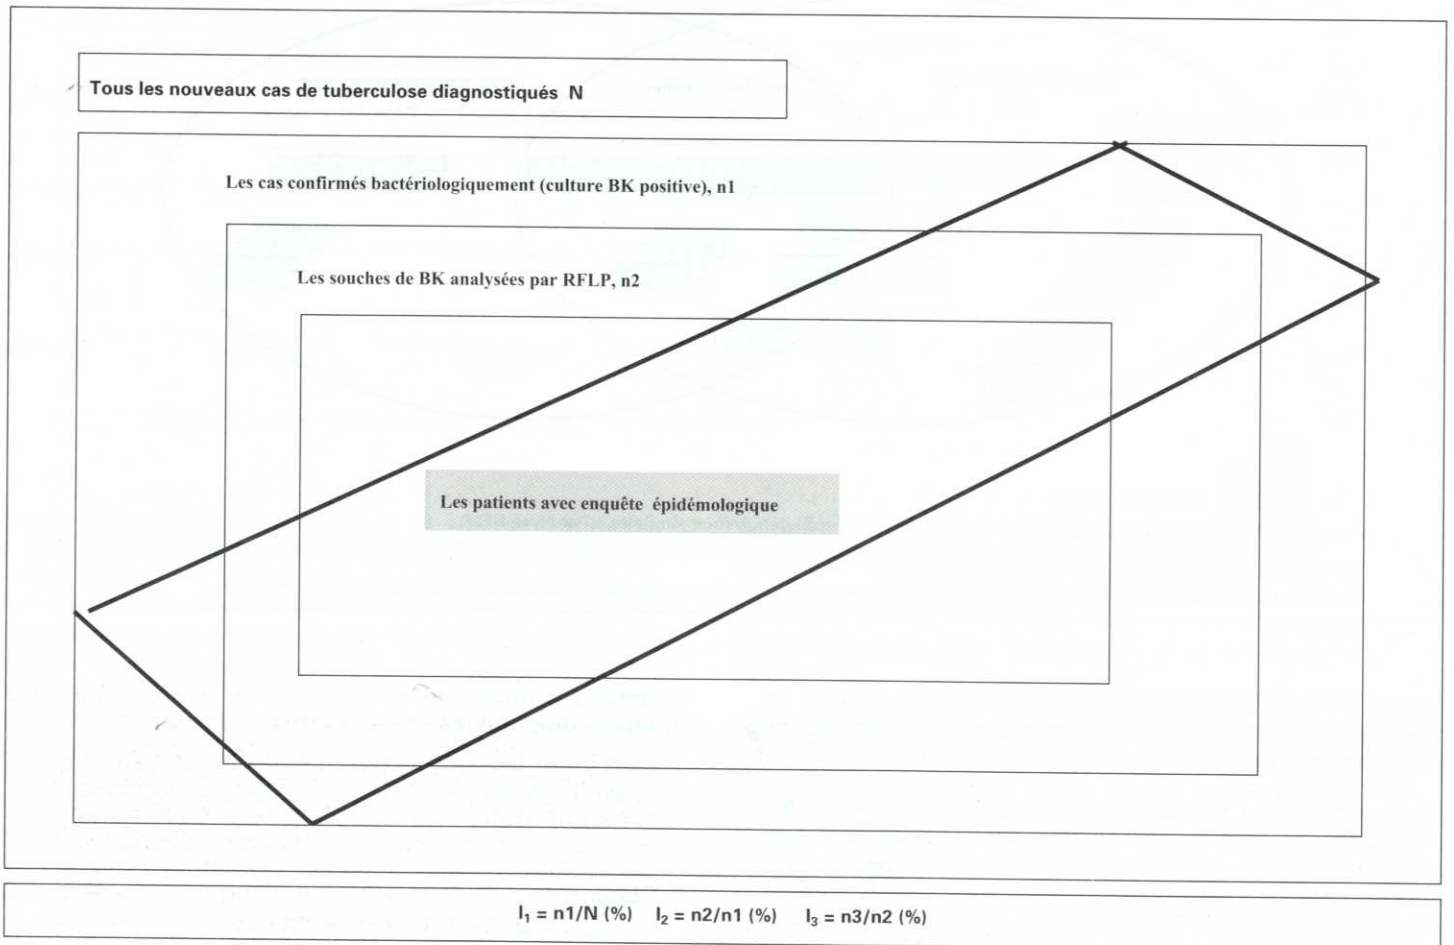 Tous les nouveaux cas de tuberculose diagnostiqués N
Les cas confirmés bactériologiquement (culture BK positive), n1
Les souches de BK analysées par RFLP, n2
Les patients avec enquête épidémologique
I₁ = n1/N (%) I₂ = n2/n1 (%) I₃ = n3/n2 (%)